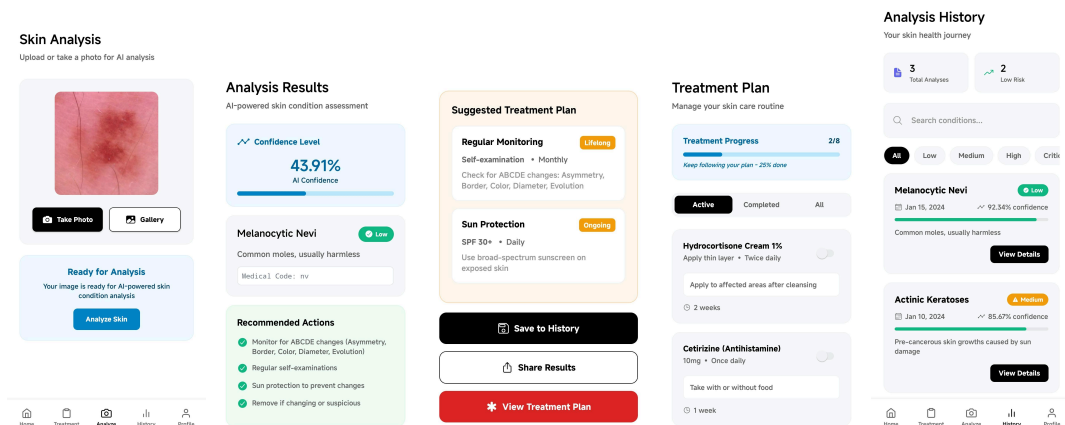 Skin Analysis
Upload or take a photo for AI analysis
Take Photo
Gallery
Ready for Analysis
Your image is ready for AI-powered skin
condition analysis
Analyze Skin
Home
Treatment
Analyze
History
Profile
Analysis Results
AI-powered skin condition assessment
Confidence Level
43.91%
AI Confidence
Melanocytic Nevi
Low
Common moles, usually harmless
Medical Code: nv
Recommended Actions
Monitor for ABCDE changes (Asymmetry,
Border, Color, Diameter, Evolution)
Regular self-examinations
Sun protection to prevent changes
Remove if changing or suspicious
Suggested Treatment Plan
Regular Monitoring
Lifelong
Self-examination • Monthly
Check for ABCDE changes: Asymmetry,
Border, Color, Diameter, Evolution
Sun Protection
Ongoing
SPF 30+ • Daily
Use broad-spectrum sunscreen on
exposed skin
Save to History
Share Results
View Treatment Plan
Treatment Plan
Manage your skin care routine
Treatment Progress
2/8
Keep following your plan - 25% done
Active
Completed
All
Hydrocortisone Cream 1%
Apply thin layer • Twice daily
Apply to affected areas after cleansing
2 weeks
Cetirizine (Antihistamine)
10mg • Once daily
Take with or without food
1 week
Analysis History
Your skin health journey
3
Total Analyses
2
Low Risk
Search conditions...
All
Low
Medium
High
Critic
Melanocytic Nevi
Low
Jan 15, 2024
92.34% confidence
Common moles, usually harmless
View Details
Actinic Keratoses
Medium
Jan 10, 2024
85.67% confidence
Pre-cancerous skin growths caused by sun
damage
View Details
Home
Treatment
Analyze
History
Profile